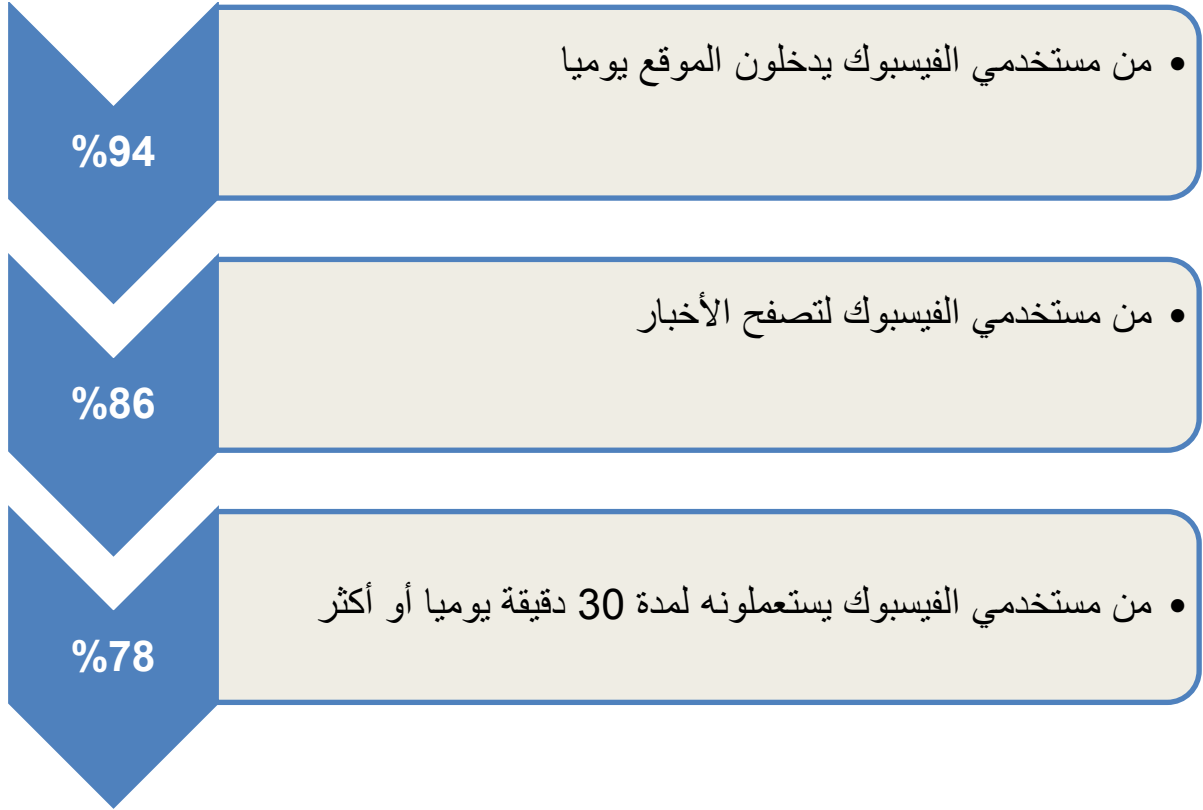 %94
• من مستخدمي الفيسبوك يدخلون الموقع يوميا
%86
• من مستخدمي الفيسبوك لتصفح الأخبار
%78
• من مستخدمي الفيسبوك يستعملونه لمدة 30 دقيقة يوميا أو أكثر